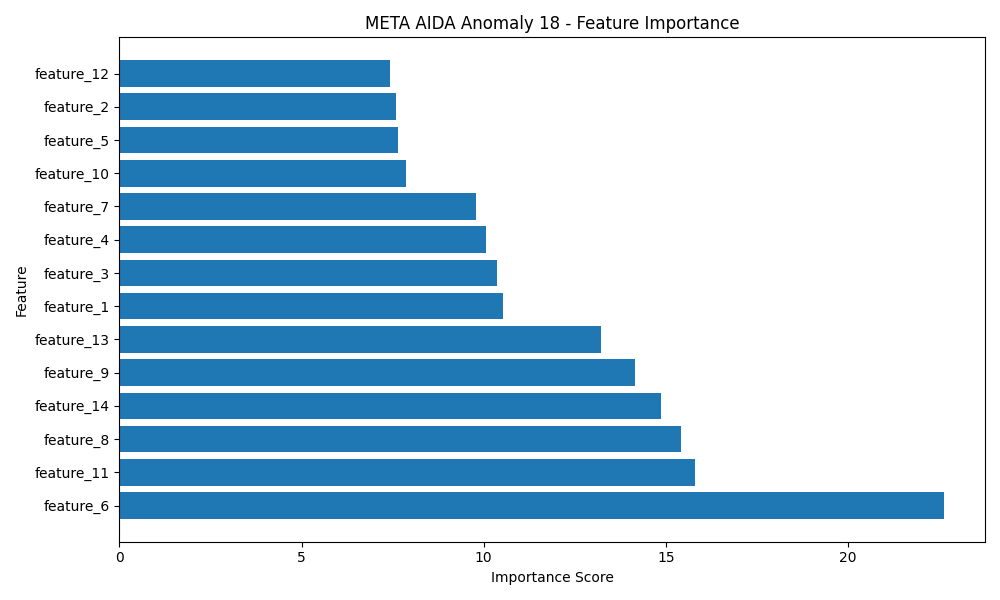 META AIDA Anomaly 18 - Feature Importance
Feature
feature_12
feature_2
feature_5
feature_10
feature_7
feature_4
feature_3
feature_1
feature_13
feature_9
feature_14
feature_8
feature_11
feature_6
0 5 10 15 20
Importance Score